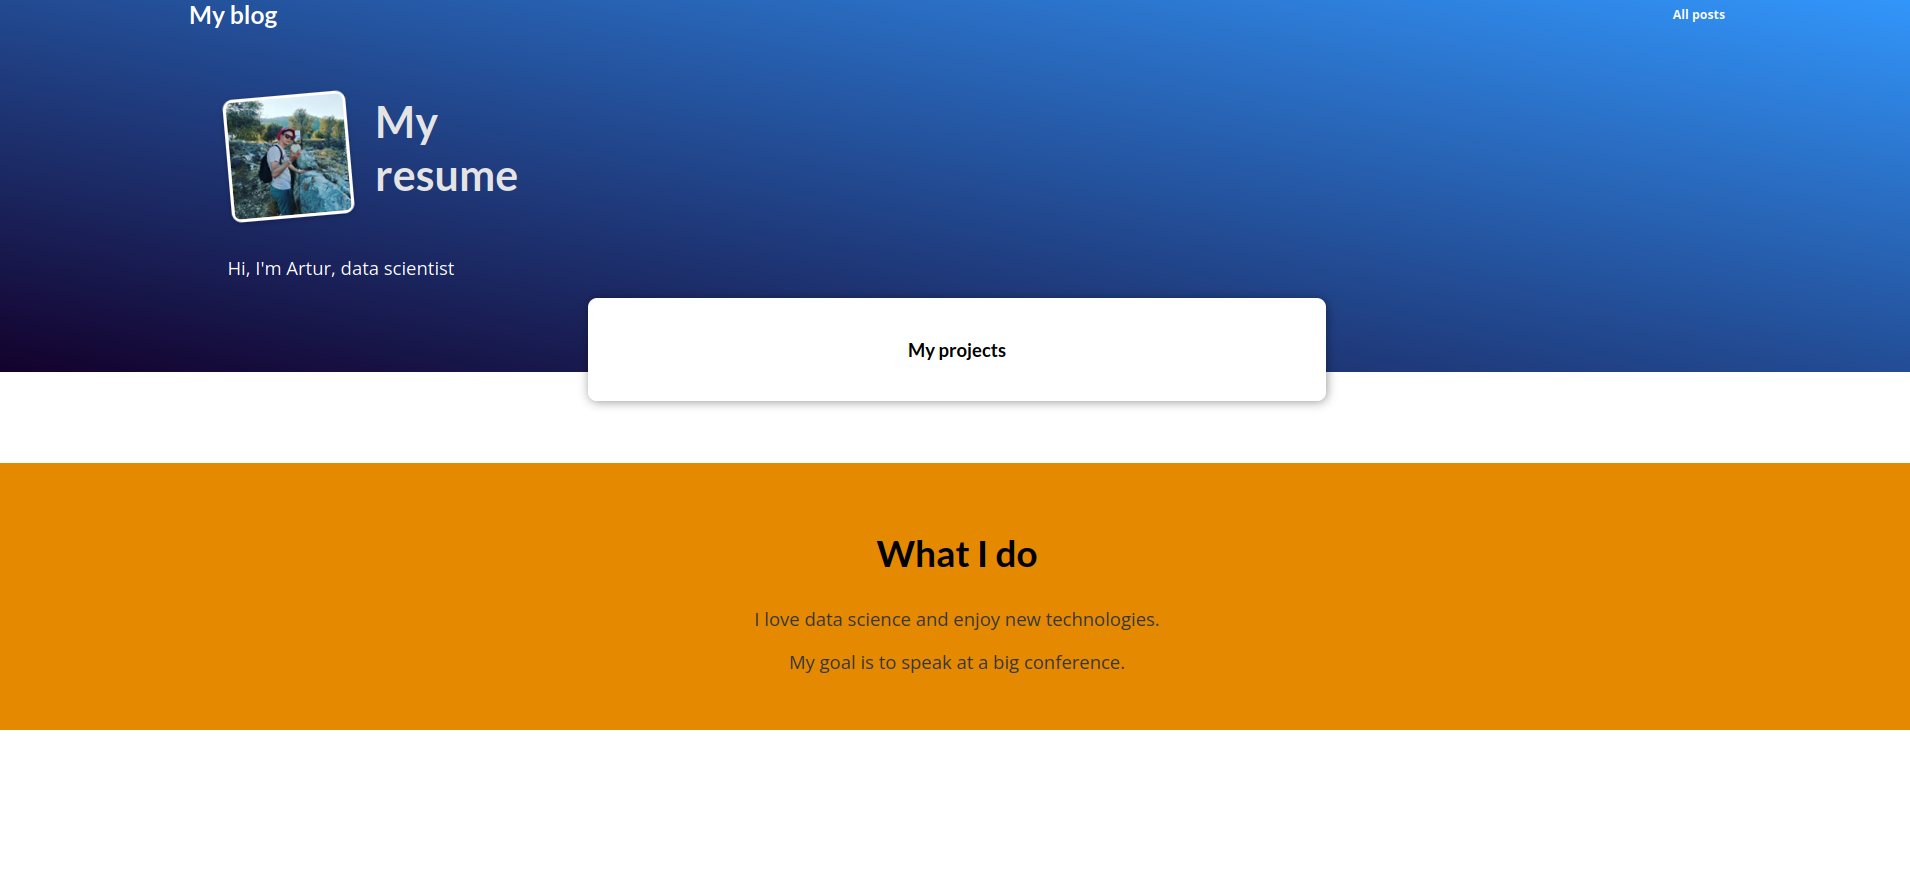 My blog
All posts
My
resume
Hi, I'm Artur, data scientist
My projects
What I do
I love data science and enjoy new technologies.
My goal is to speak at a big conference.